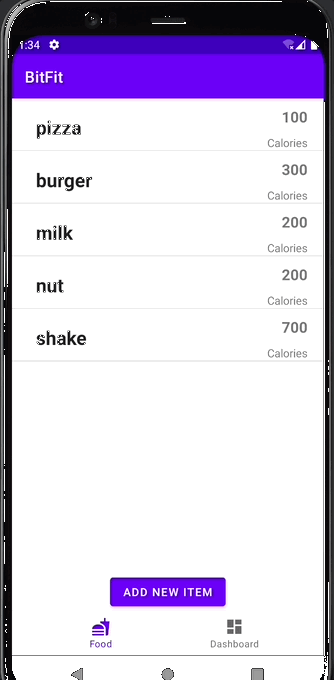 1:34
BitFit
pizza
100
Calories
burger
300
Calories
milk
200
Calories
nut
200
Calories
shake
700
Calories
ADD NEW ITEM
Food
Dashboard